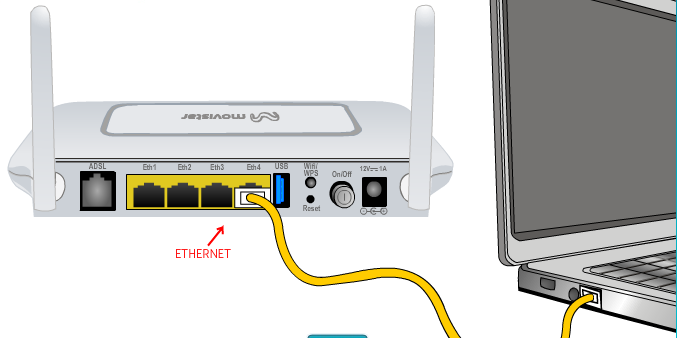 movistar
ADSL
Eth1 Eth2 Eth3 Eth4
USB
Wifi/
WPS
Reset
On/Off
12V⎓1A
ETHERNET